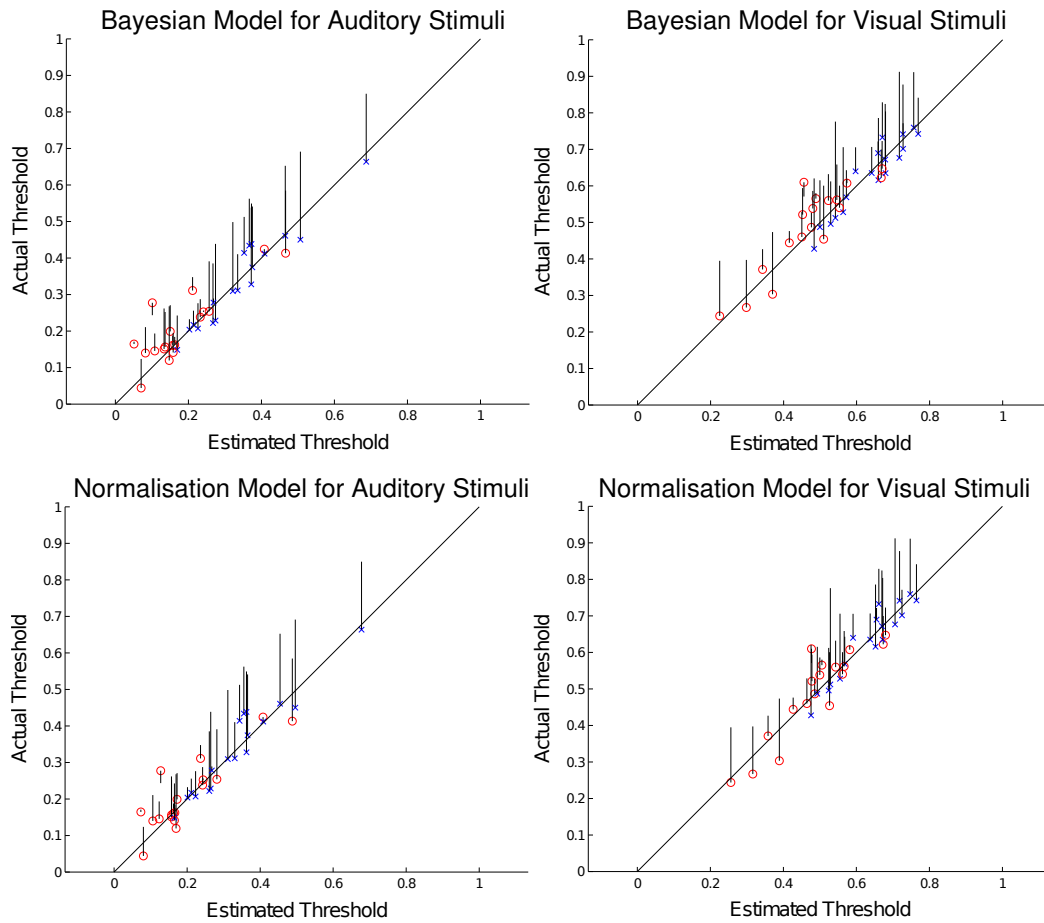 Bayesian Model for Auditory Stimuli
1
0.9
0.8
0.7
0.6
0.5
0.4
0.3
0.2
0.1
0
Actual Threshold
0 0.2 0.4 0.6 0.8 1
Estimated Threshold
Bayesian Model for Visual Stimuli
1
0.9
0.8
0.7
0.6
0.5
0.4
0.3
0.2
0.1
0
Actual Threshold
0 0.2 0.4 0.6 0.8 1
Estimated Threshold
Normalisation Model for Auditory Stimuli
1
0.9
0.8
0.7
0.6
0.5
0.4
0.3
0.2
0.1
0
Actual Threshold
0 0.2 0.4 0.6 0.8 1
Estimated Threshold
Normalisation Model for Visual Stimuli
1
0.9
0.8
0.7
0.6
0.5
0.4
0.3
0.2
0.1
0
Actual Threshold
0 0.2 0.4 0.6 0.8 1
Estimated Threshold